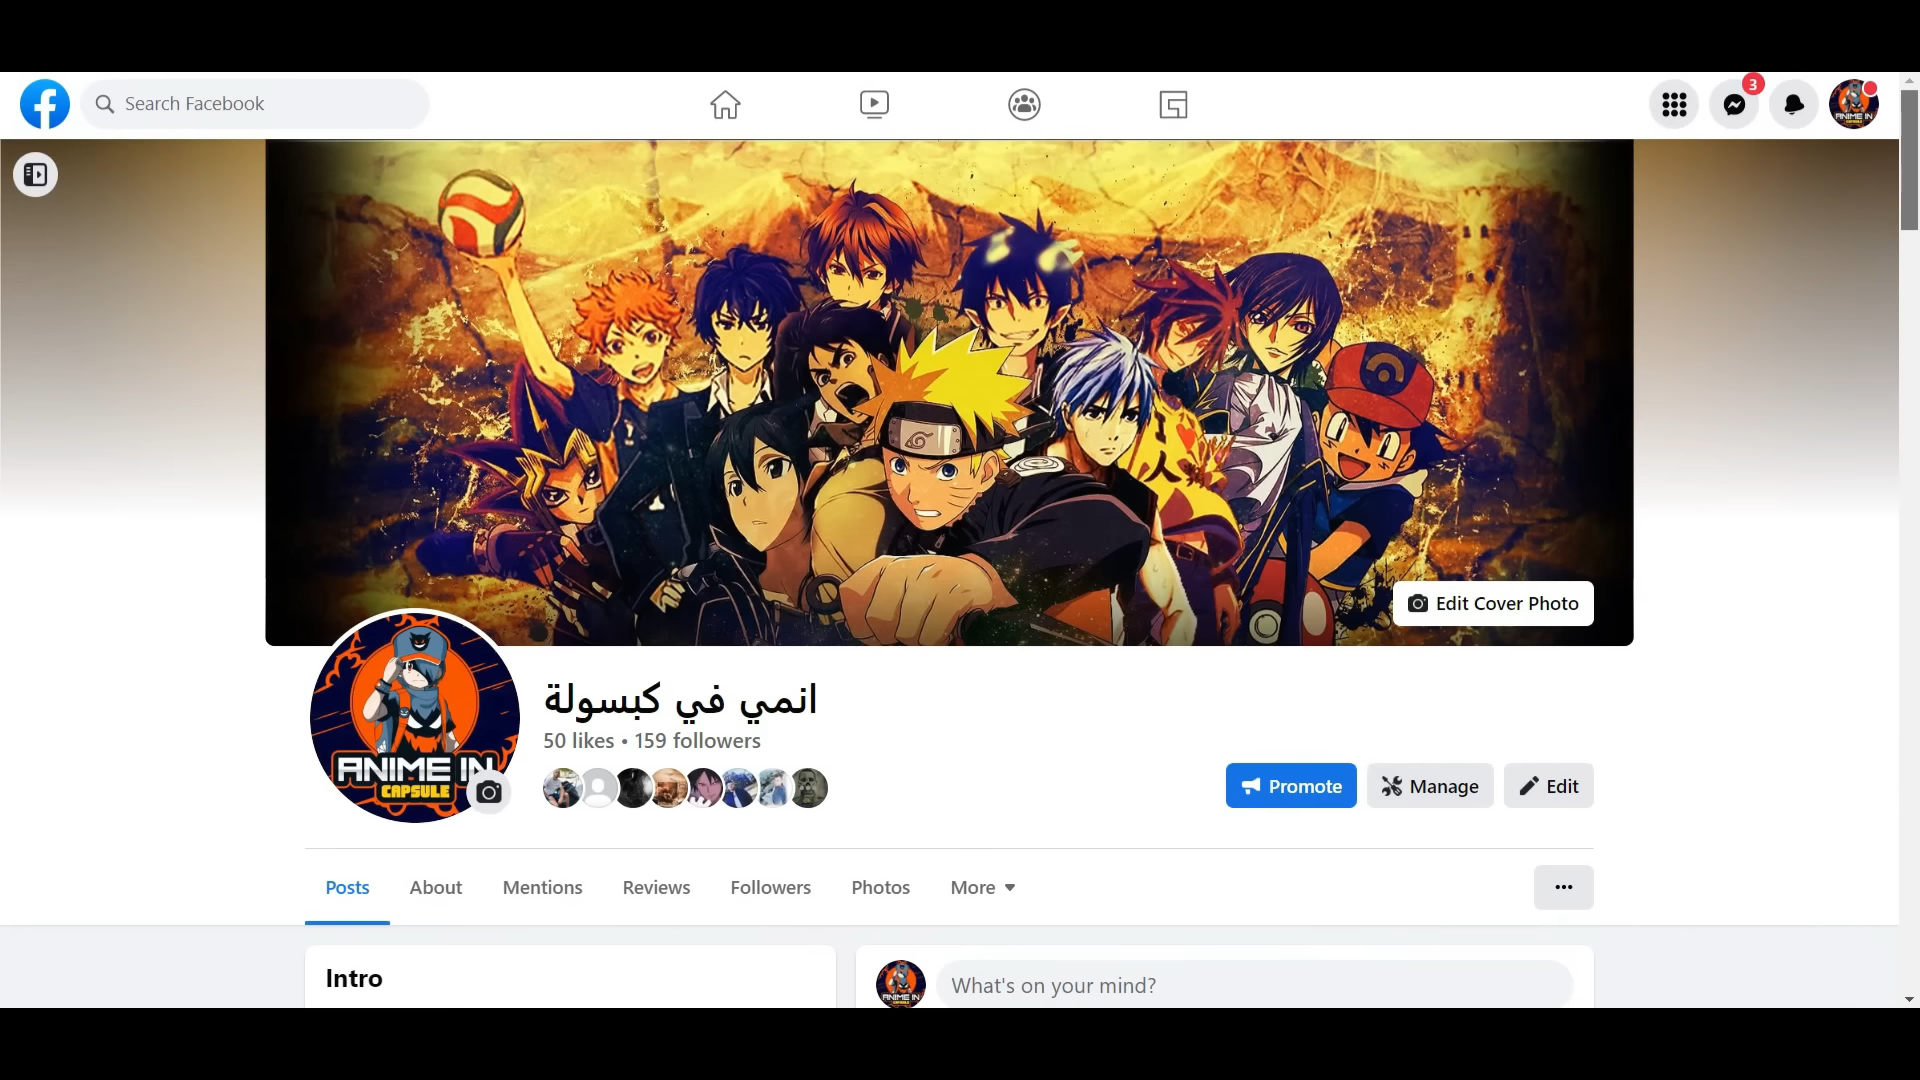 Search Facebook
3
Edit Cover Photo
ANIME IN
CAPSULE
انمي في كبسولة
50 likes • 159 followers
Promote
Manage
Edit
Posts
About
Mentions
Reviews
Followers
Photos
More
Intro
What's on your mind?